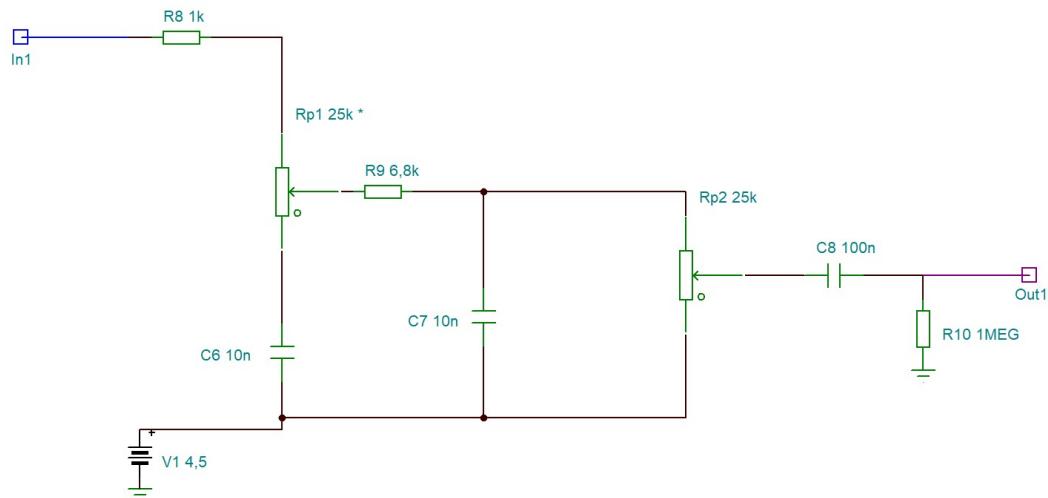 R8 1k
In1
Rp1 25k *
R9 6,8k
Rp2 25k
C8 100n
Out1
C7 10n
R10 1MEG
C6 10n
+
V1 4,5